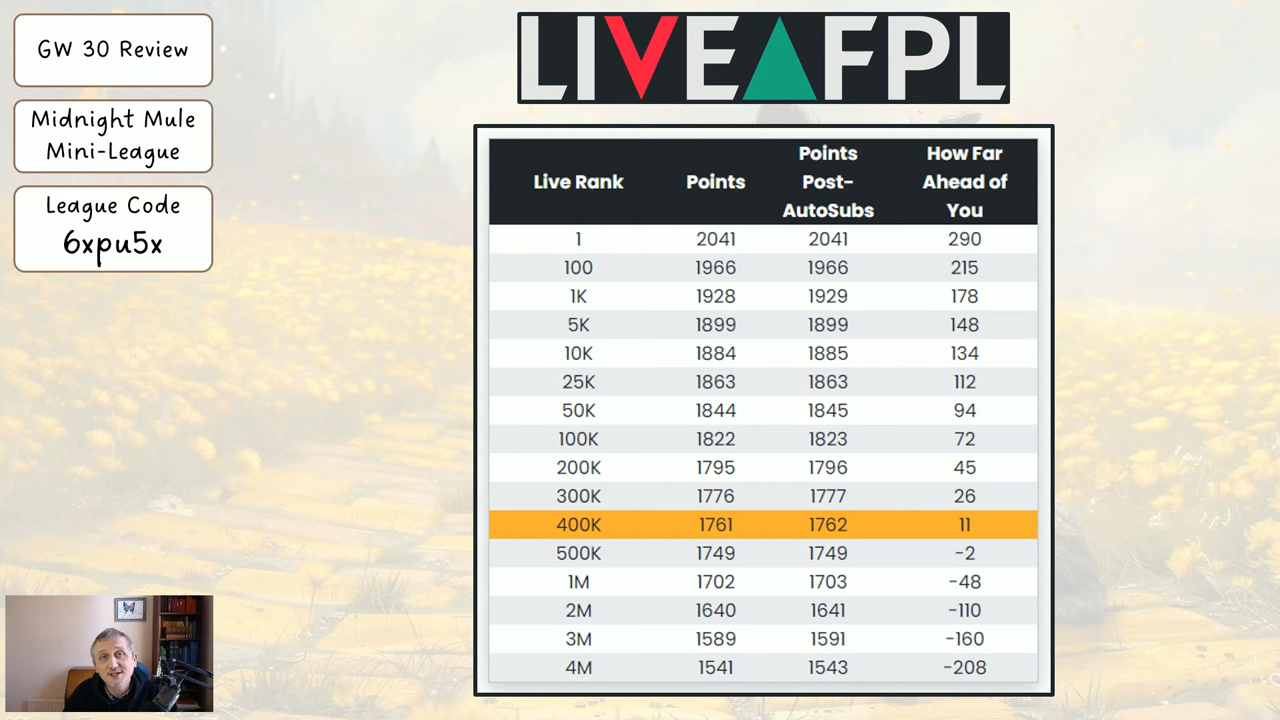 GW 30 Review
Midnight Mule
Mini-League
League Code
6xpu5x
LIVE FPL
Live Rank Points Points Post-AutoSubs How Far Ahead of You
1 2041 2041 290
100 1966 1966 215
1K 1928 1929 178
5K 1899 1899 148
10K 1884 1885 134
25K 1863 1863 112
50K 1844 1845 94
100K 1822 1823 72
200K 1795 1796 45
300K 1776 1777 26
400K 1761 1762 11
500K 1749 1749 -2
1M 1702 1703 -48
2M 1640 1641 -110
3M 1589 1591 -160
4M 1541 1543 -208